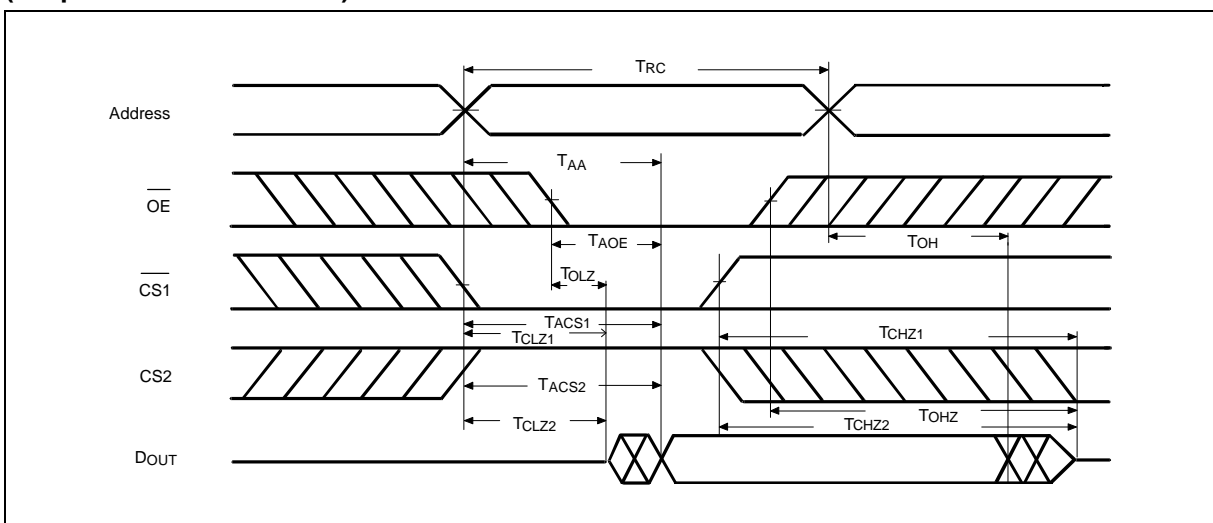 TRC
Address
TAA
OE
TOH
TAOE
TOLZ
CS1
TACS1
TCHZ1
TCLZ1
CS2
TACS2
TOHZ
TCLZ2
TCHZ2
DOUT